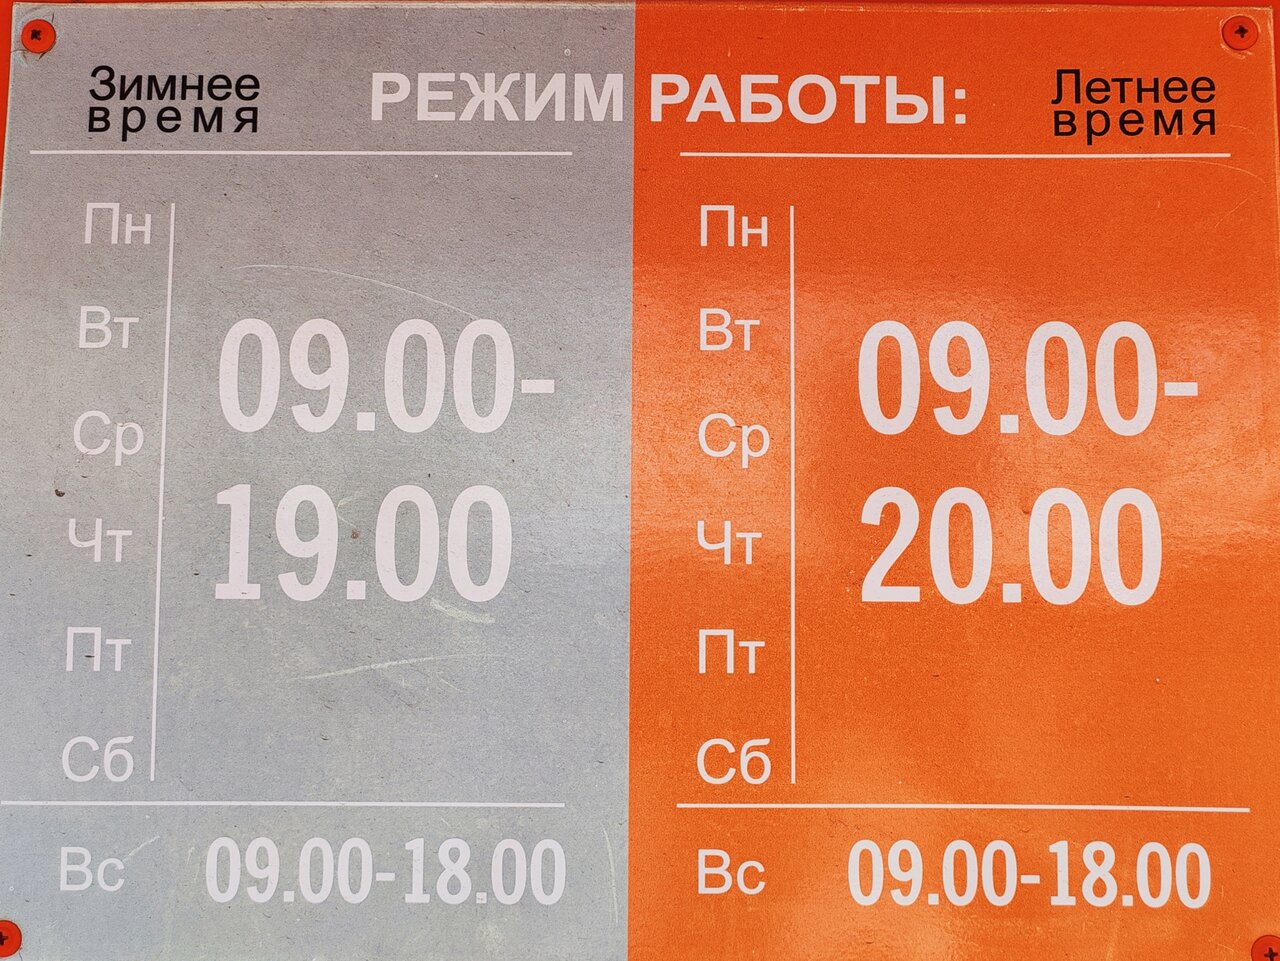 Зимнее
время
РЕЖИМ РАБОТЫ:
Летнее
время
Пн
Вт
Ср
Чт
Пт
Сб
09.00-
19.00
Вс 09.00-18.00
Пн
Вт
Ср
Чт
Пт
Сб
09.00-
20.00
Вс 09.00-18.00